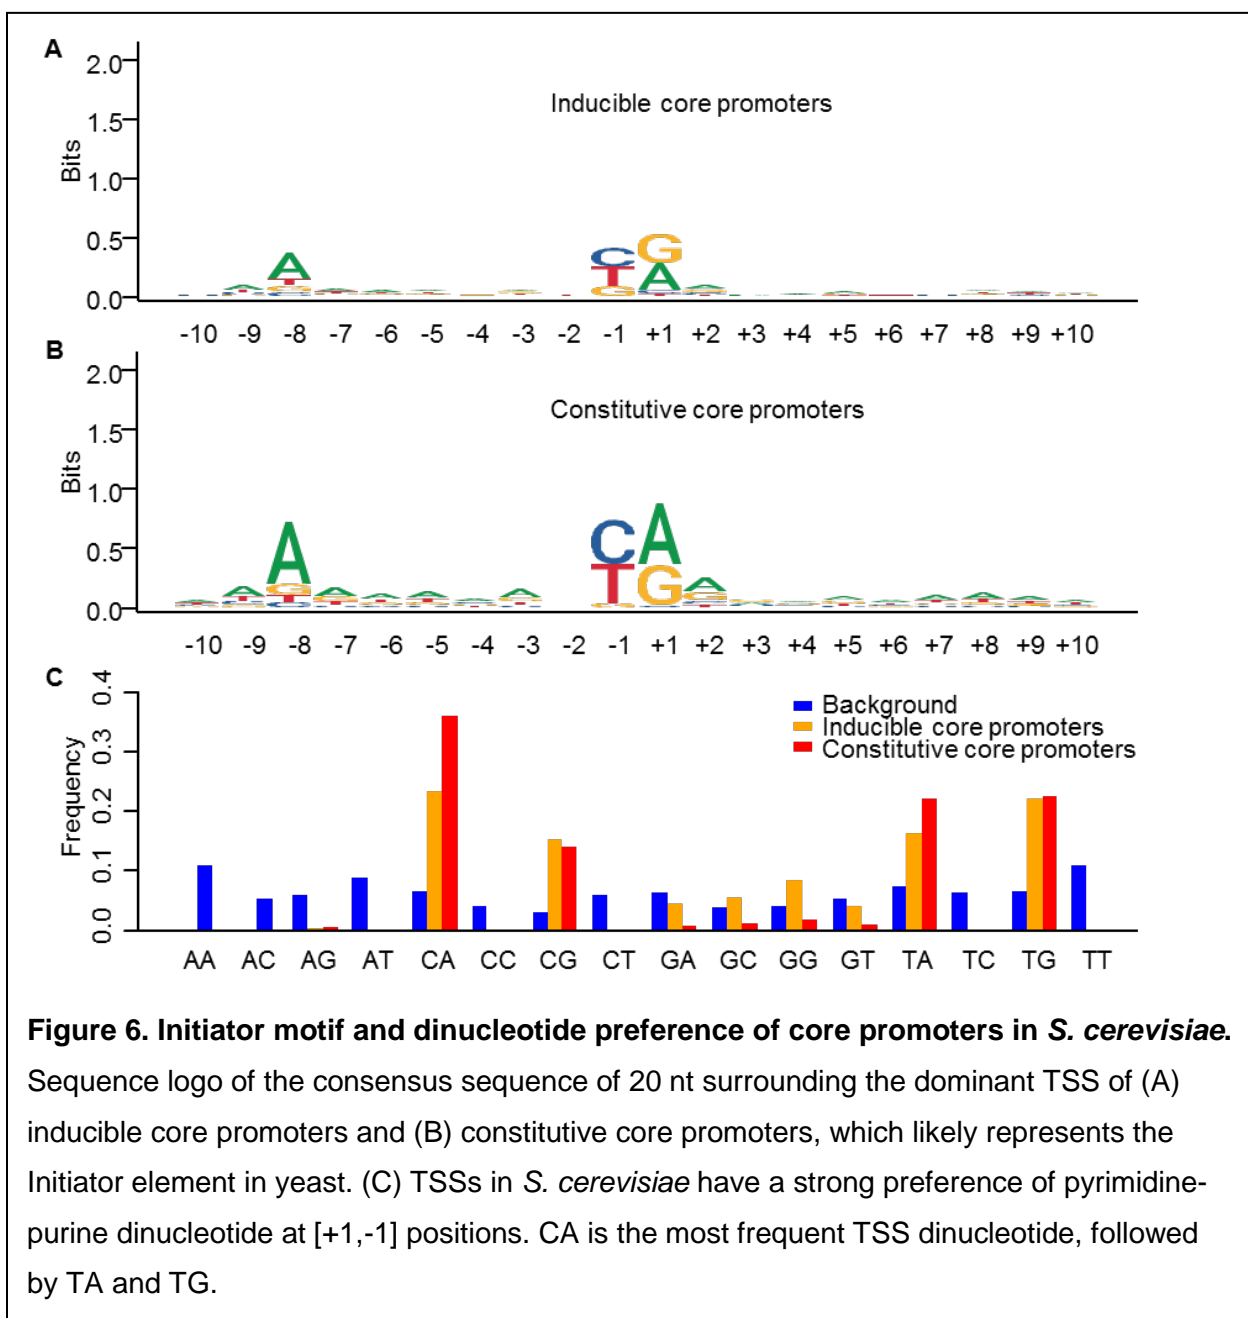 A
2.0
1.5
1.0
0.5
0.0
Bits
Inducible core promoters
-10 -9 -8 -7 -6 -5 -4 -3 -2 -1 +1 +2 +3 +4 +5 +6 +7 +8 +9 +10
B
2.0
1.5
1.0
0.5
0.0
Bits
Constitutive core promoters
-10 -9 -8 -7 -6 -5 -4 -3 -2 -1 +1 +2 +3 +4 +5 +6 +7 +8 +9 +10
C
0.4
0.3
0.2
0.1
0.0
Frequency
Background
Inducible core promoters
Constitutive core promoters
AA AC AG AT CA CC CG CT GA GC GG GT TA TC TG TT
Figure 6. Initiator motif and dinucleotide preference of core promoters in S. cerevisiae.
Sequence logo of the consensus sequence of 20 nt surrounding the dominant TSS of (A)
inducible core promoters and (B) constitutive core promoters, which likely represents the
Initiator element in yeast. (C) TSSs in S. cerevisiae have a strong preference of pyrimidine-
purine dinucleotide at [+1,-1] positions. CA is the most frequent TSS dinucleotide, followed
by TA and TG.